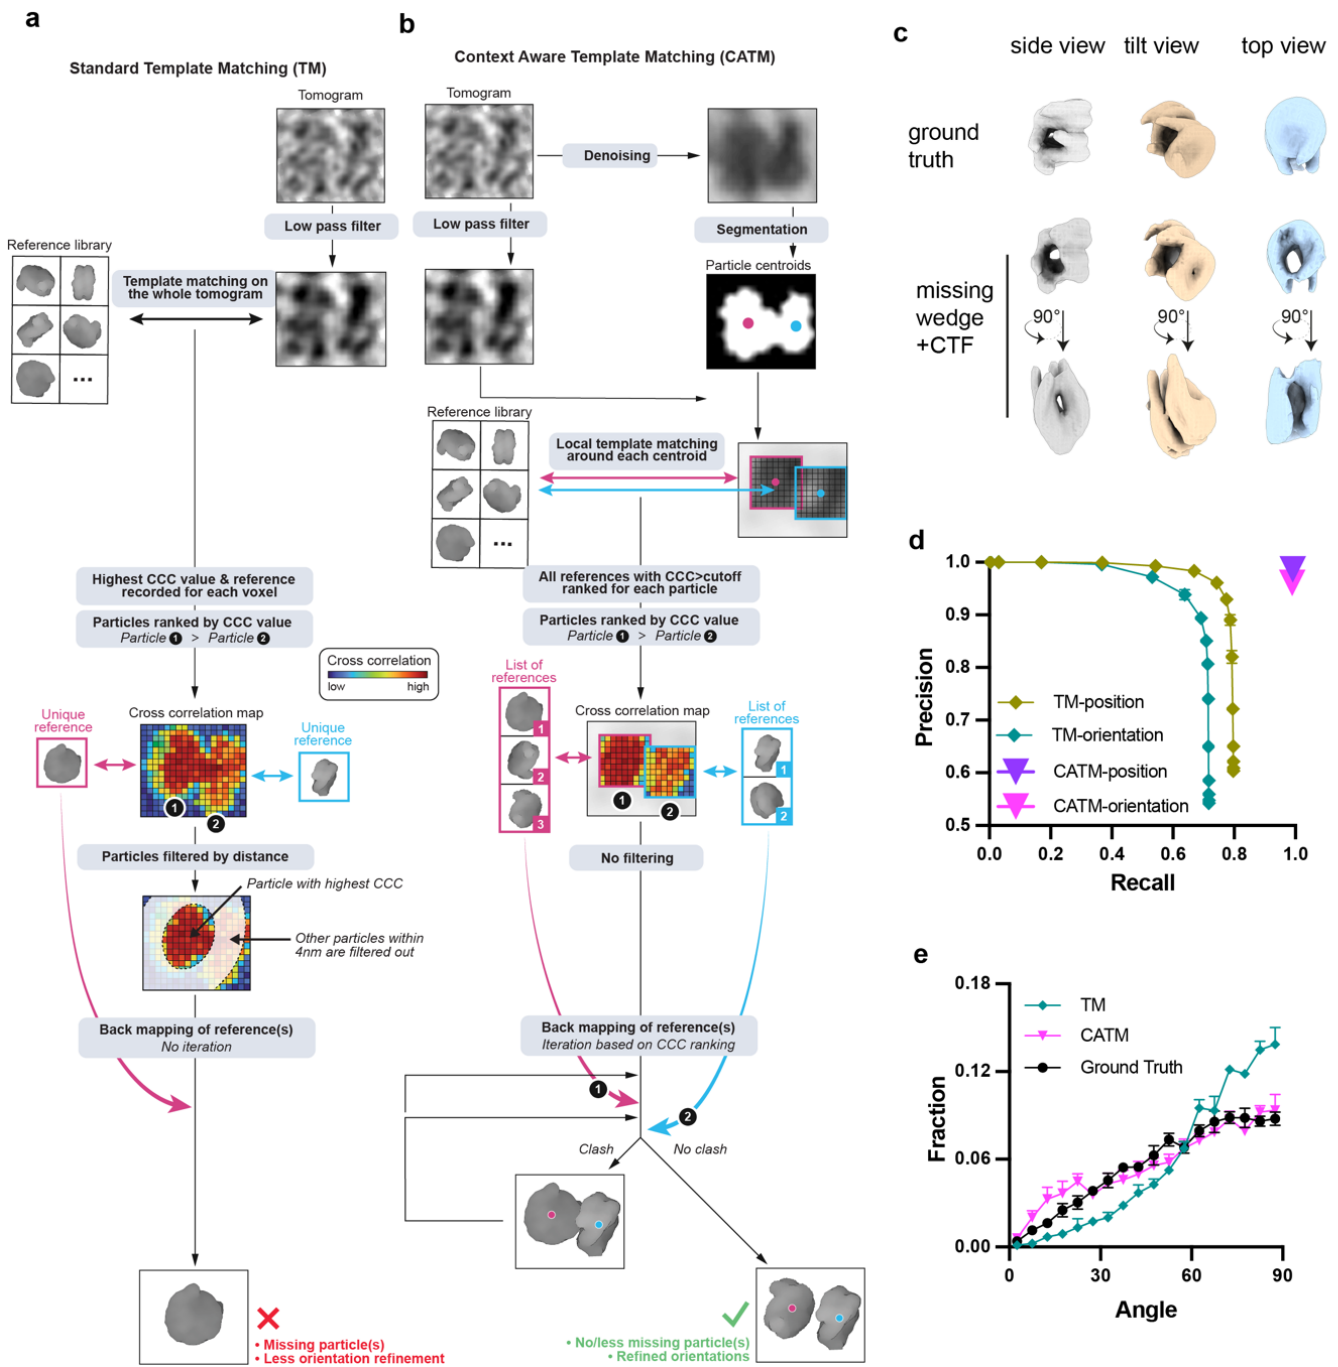 a
Standard Template Matching (TM)
Tomogram
Low pass filter
Reference library
Template matching on
the whole tomogram
...
Highest CCC value & reference
recorded for each voxel
Particles ranked by CCC value
Particle 1 > Particle 2
Cross correlation
low high
Unique
reference
Cross correlation map
Unique
reference
1
2
Particles filtered by distance
Particle with highest CCC
Other particles within
4nm are filtered out
Back mapping of reference(s)
No iteration
• Missing particle(s)
• Less orientation refinement
b
Context Aware Template Matching (CATM)
Tomogram
Denoising
Low pass filter
Segmentation
Particle centroids
Reference library
Local template matching
around each centroid
...
All references with CCC>cutoff
ranked for each particle
Particles ranked by CCC value
Particle 1 > Particle 2
List of
references
Cross correlation map
List of
references
1
2
3
1
2
1
2
No filtering
Back mapping of reference(s)
Iteration based on CCC ranking
1
2
Clash
No clash
• No/less missing particle(s)
• Refined orientations
c
side view
tilt view
top view
ground
truth
missing
wedge
+CTF
90°
90°
90°
d
Precision
1.0
0.9
0.8
0.7
0.6
0.5
TM-position
TM-orientation
CATM-position
CATM-orientation
0.0 0.2 0.4 0.6 0.8 1.0
Recall
e
Fraction
0.18
0.12
0.06
0.00
TM
CATM
Ground Truth
0 30 60 90
Angle